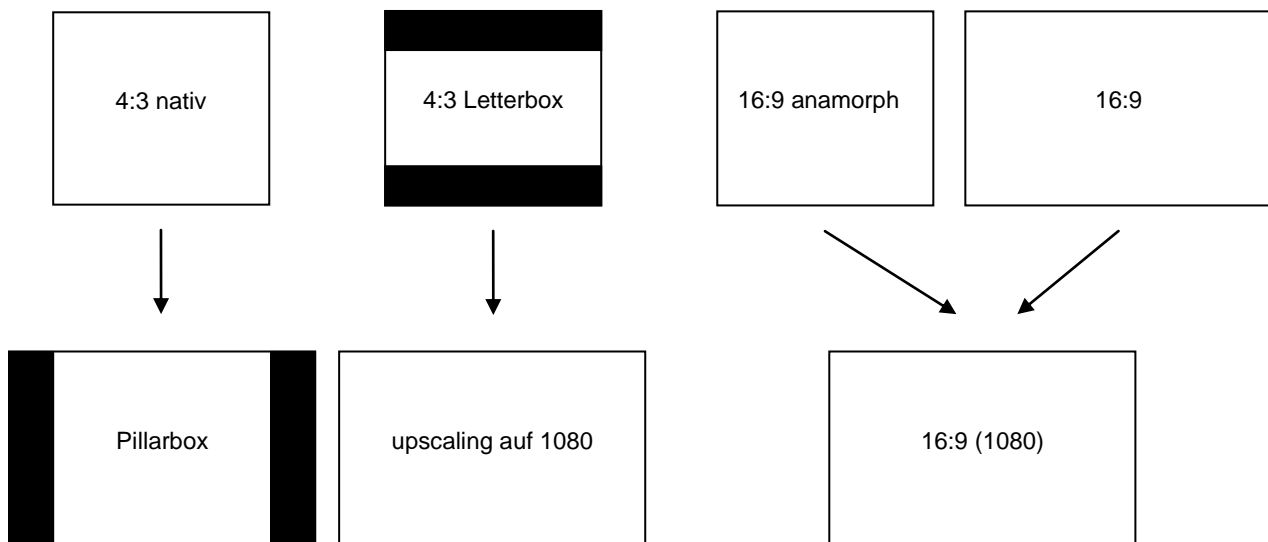 4:3 nativ
4:3 Letterbox
16:9 anamorph
16:9
Pillarbox
upscaling auf 1080
16:9 (1080)